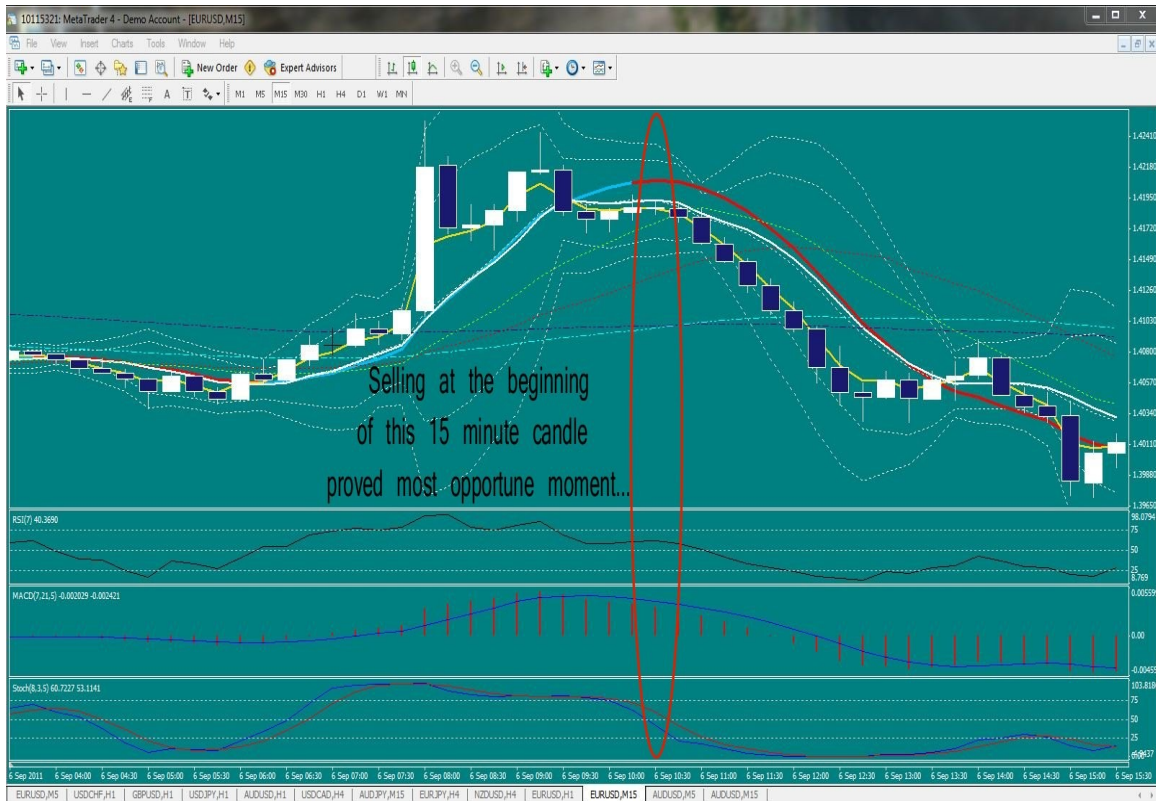 10115321: MetaTrader 4 - Demo Account - [EURUSD,M15]
File View Insert Charts Tools Window Help
New Order Expert Advisors
A T M1 M5 M15 M30 H1 H4 D1 W1 MN
1.42410
1.42180
1.41950
1.41720
1.41490
1.41260
1.41030
1.40800
1.40570
1.40340
1.40110
1.39880
1.39650
Selling at the beginning
of this 15 minute candle
proved most opportune moment...
RSI(7) 40.3690
98.0794
75
50
25
8.769
MACD(7,21,5) -0.002029 -0.002421
0.005599
0.00
-0.00455
Stoch(8,3,5) 60.7227 53.1141
103.8186
75
50
25
6 Sep 2011 6 Sep 04:00 6 Sep 04:30 6 Sep 05:00 6 Sep 05:30 6 Sep 06:00 6 Sep 06:30 6 Sep 07:00 6 Sep 07:30 6 Sep 08:00 6 Sep 08:30 6 Sep 09:00 6 Sep 09:30 6 Sep 10:00 6 Sep 10:30 6 Sep 11:00 6 Sep 11:30 6 Sep 12:00 6 Sep 12:30 6 Sep 13:00 6 Sep 13:30 6 Sep 14:00 6 Sep 14:30 6 Sep 15:00 6 Sep 15:30
EURUSD,M5 USDCHF,H1 GBPUSD,H1 USDJPY,H1 AUDUSD,H1 USDCAD,H4 AUDJPY,M15 EURJPY,H4 NZDUSD,H4 EURUSD,H1 EURUSD,M15 AUDUSD,M5 AUDUSD,M15